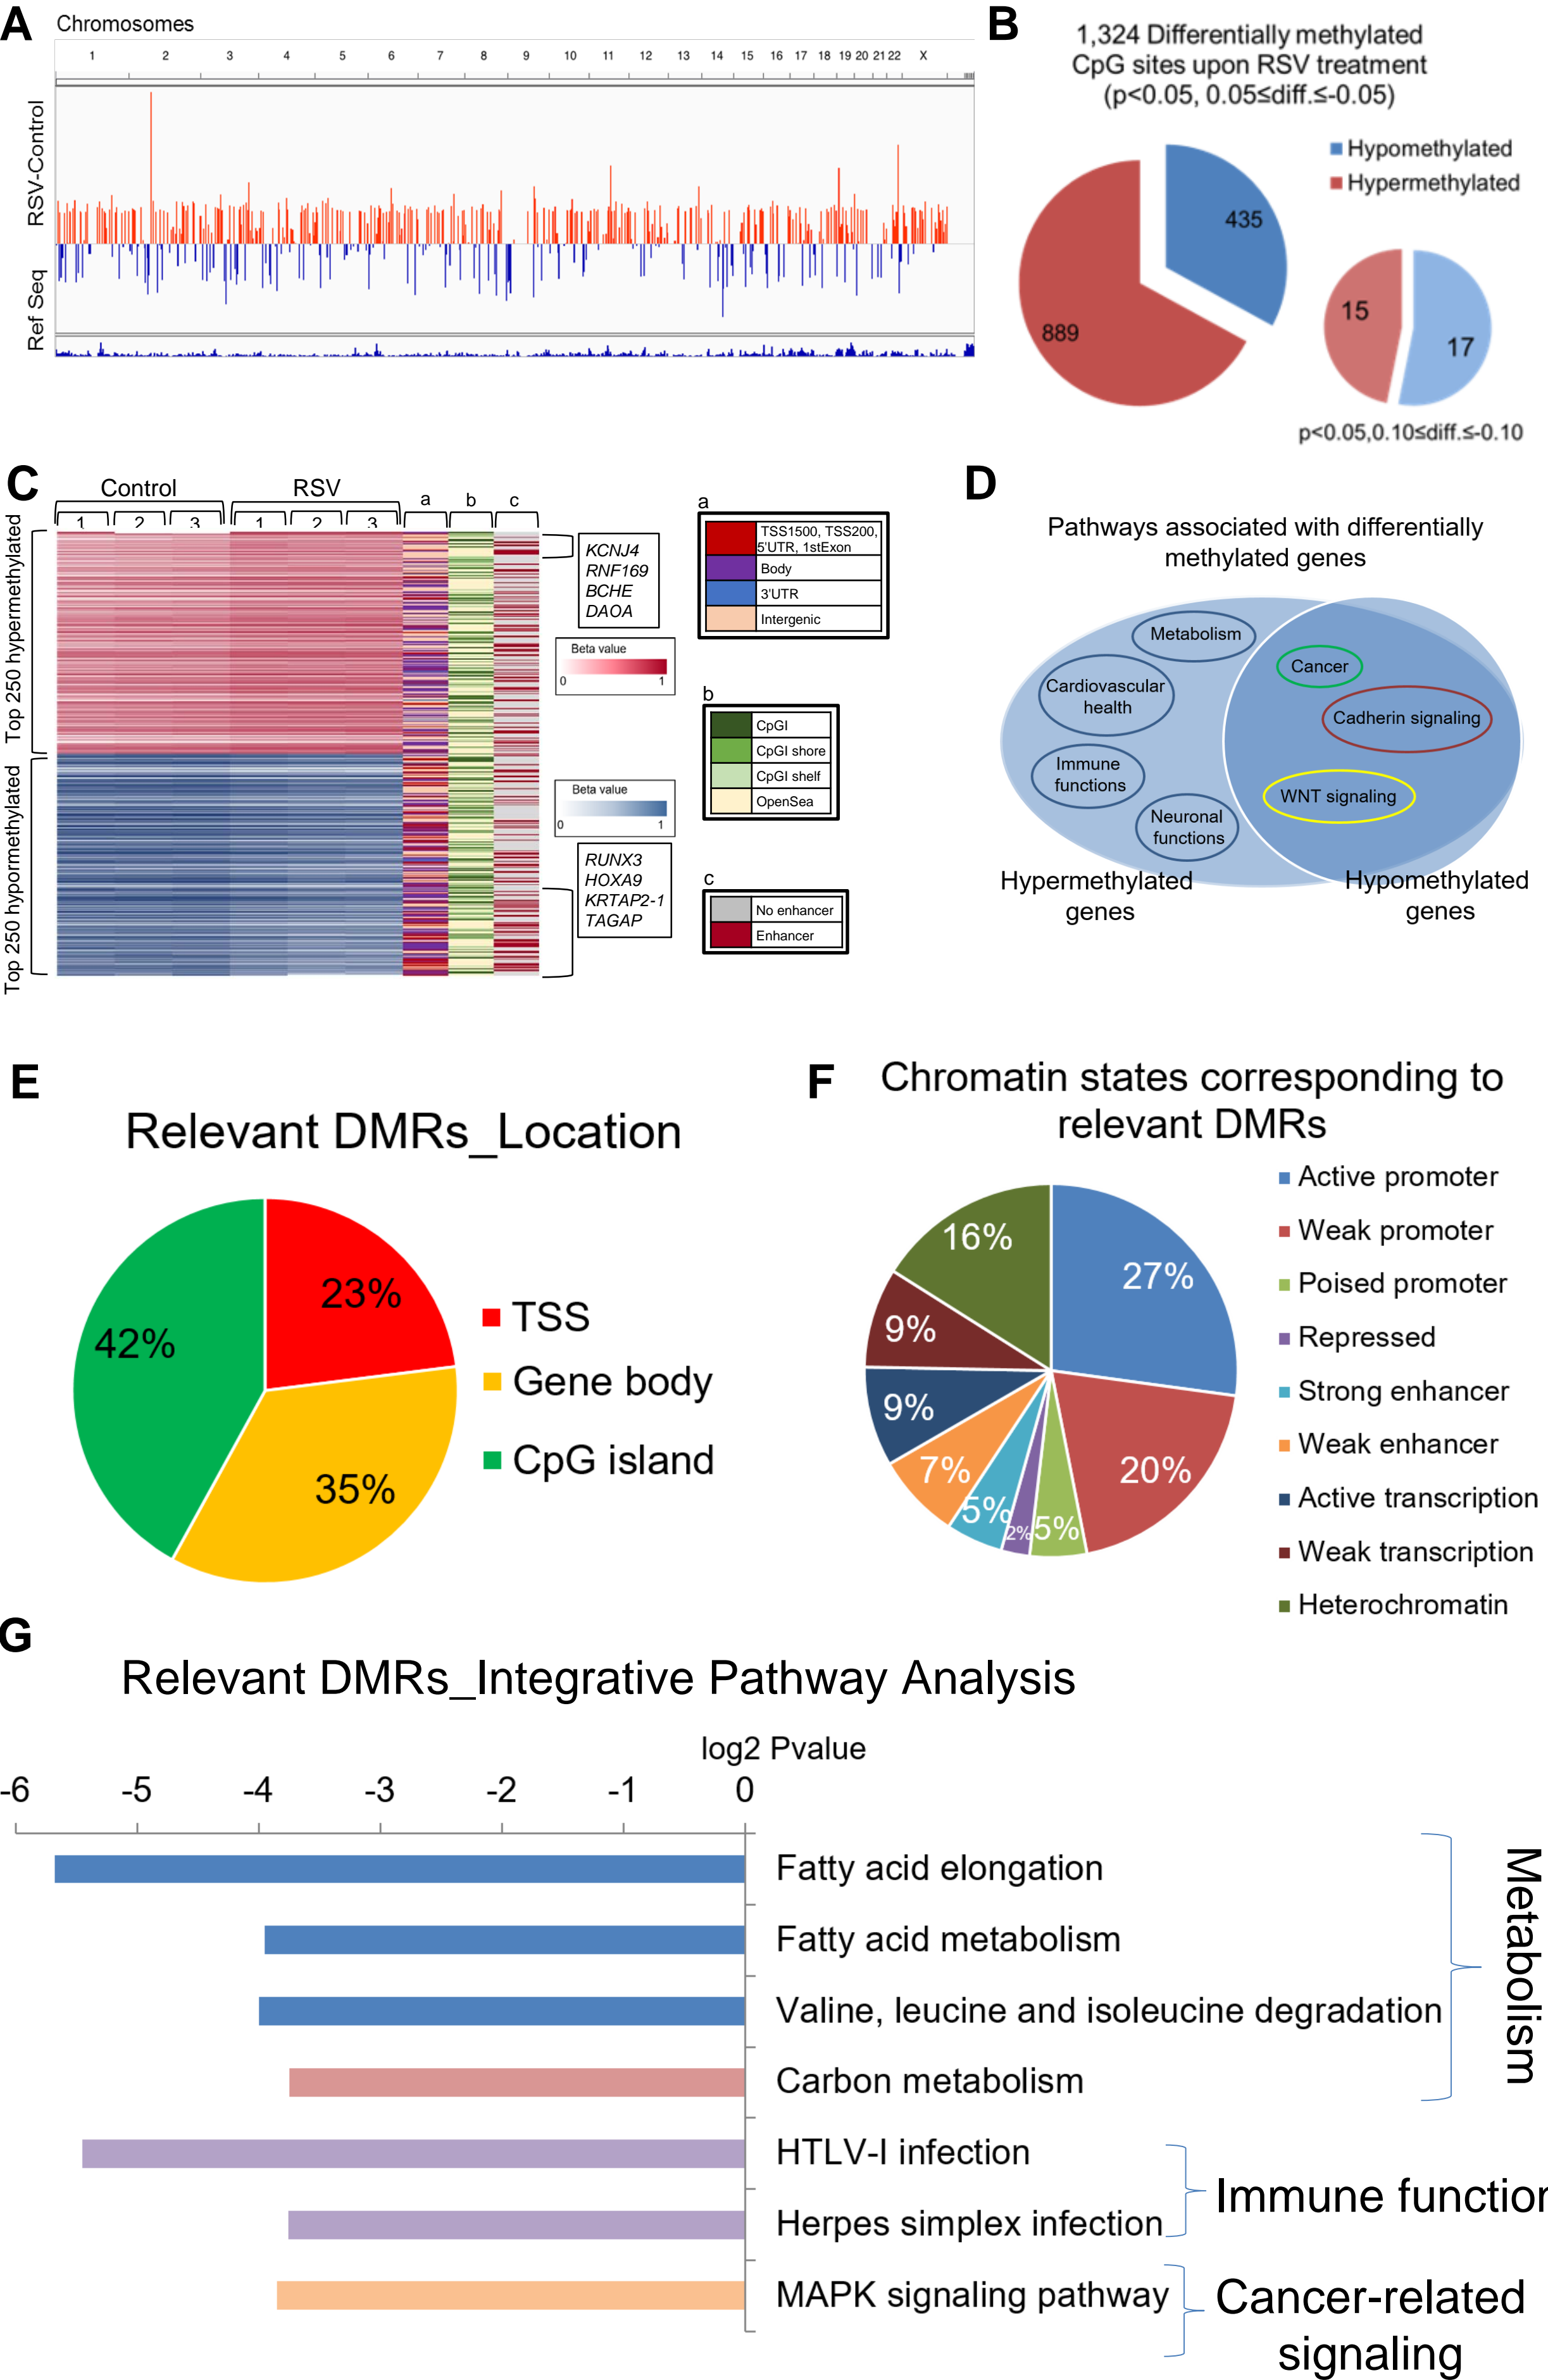 A
Chromosomes
1 2 3 4 5 6 7 8 9 10 11 12 13 14 15 16 17 18 19 20 21 22 X
RSV-Control
Ref Seq
B
1,324 Differentially methylated
CpG sites upon RSV treatment
(p<0.05, 0.05≤diff.≤-0.05)
Hypomethylated
Hypermethylated
435
889
15
17
p<0.05,0.10≤diff.≤-0.10
C
Control RSV
1 2 3 1 2 3
a b c
Top 250 hypermethylated
Top 250 hypormethylated
KCNJ4
RNF169
BCHE
DAOA
Beta value
0 1
Beta value
0 1
RUNX3
HOXA9
KRTAP2-1
TAGAP
a
TSS1500, TSS200,
5'UTR, 1stExon
Body
3'UTR
Intergenic
b
CpGI
CpGI shore
CpGI shelf
OpenSea
c
No enhancer
Enhancer
D
Pathways associated with differentially
methylated genes
Metabolism
Cardiovascular
health
Immune
functions
Neuronal
functions
Cancer
Cadherin signaling
WNT signaling
Hypermethylated
genes
Hypomethylated
genes
E
Relevant DMRs_Location
23%
42%
35%
TSS
Gene body
CpG island
F
Chromatin states corresponding to
relevant DMRs
16%
27%
9%
9%
20%
7%
5%
2%
5%
Active promoter
Weak promoter
Poised promoter
Repressed
Strong enhancer
Weak enhancer
Active transcription
Weak transcription
Heterochromatin
G
Relevant DMRs_Integrative Pathway Analysis
log2 Pvalue
-6 -5 -4 -3 -2 -1 0
Fatty acid elongation
Fatty acid metabolism
Valine, leucine and isoleucine degradation
Carbon metabolism
HTLV-I infection
Herpes simplex infection
MAPK signaling pathway
Metabolism
Immune function
Cancer-related
signaling